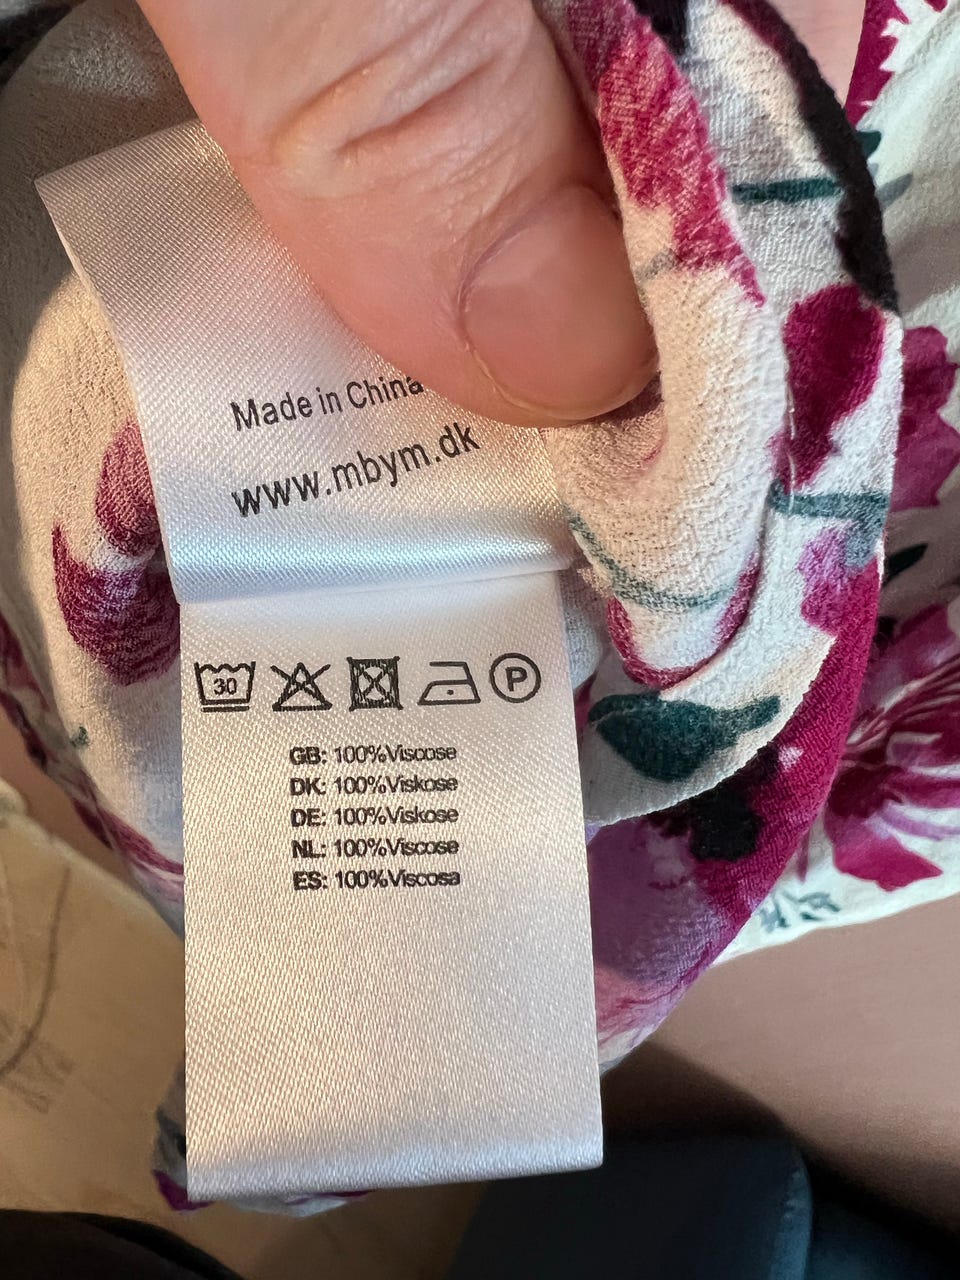 Made in China
www.mbym.dk
30 P
GB: 100%Viscose
DK: 100%Viskose
DE: 100%Viskose
NL: 100%Viscose
ES: 100%Viscosa